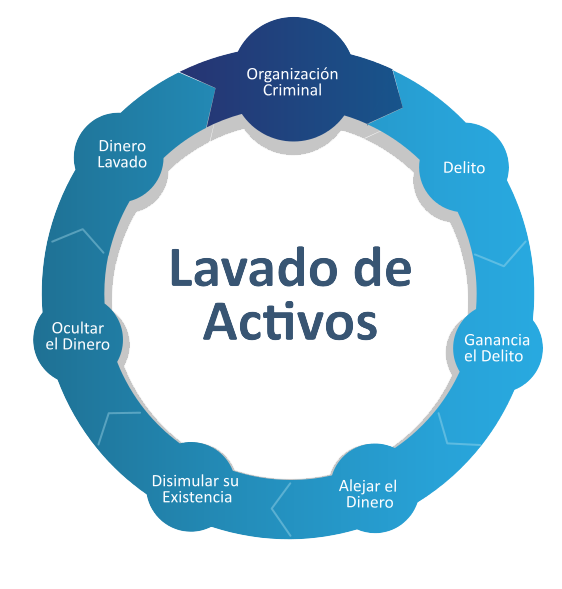 Organización
Criminal
Delito
Ganancia
el Delito
Alejar el
Dinero
Disimular su
Existencia
Ocultar
el Dinero
Dinero
Lavado
Lavado de
Activos